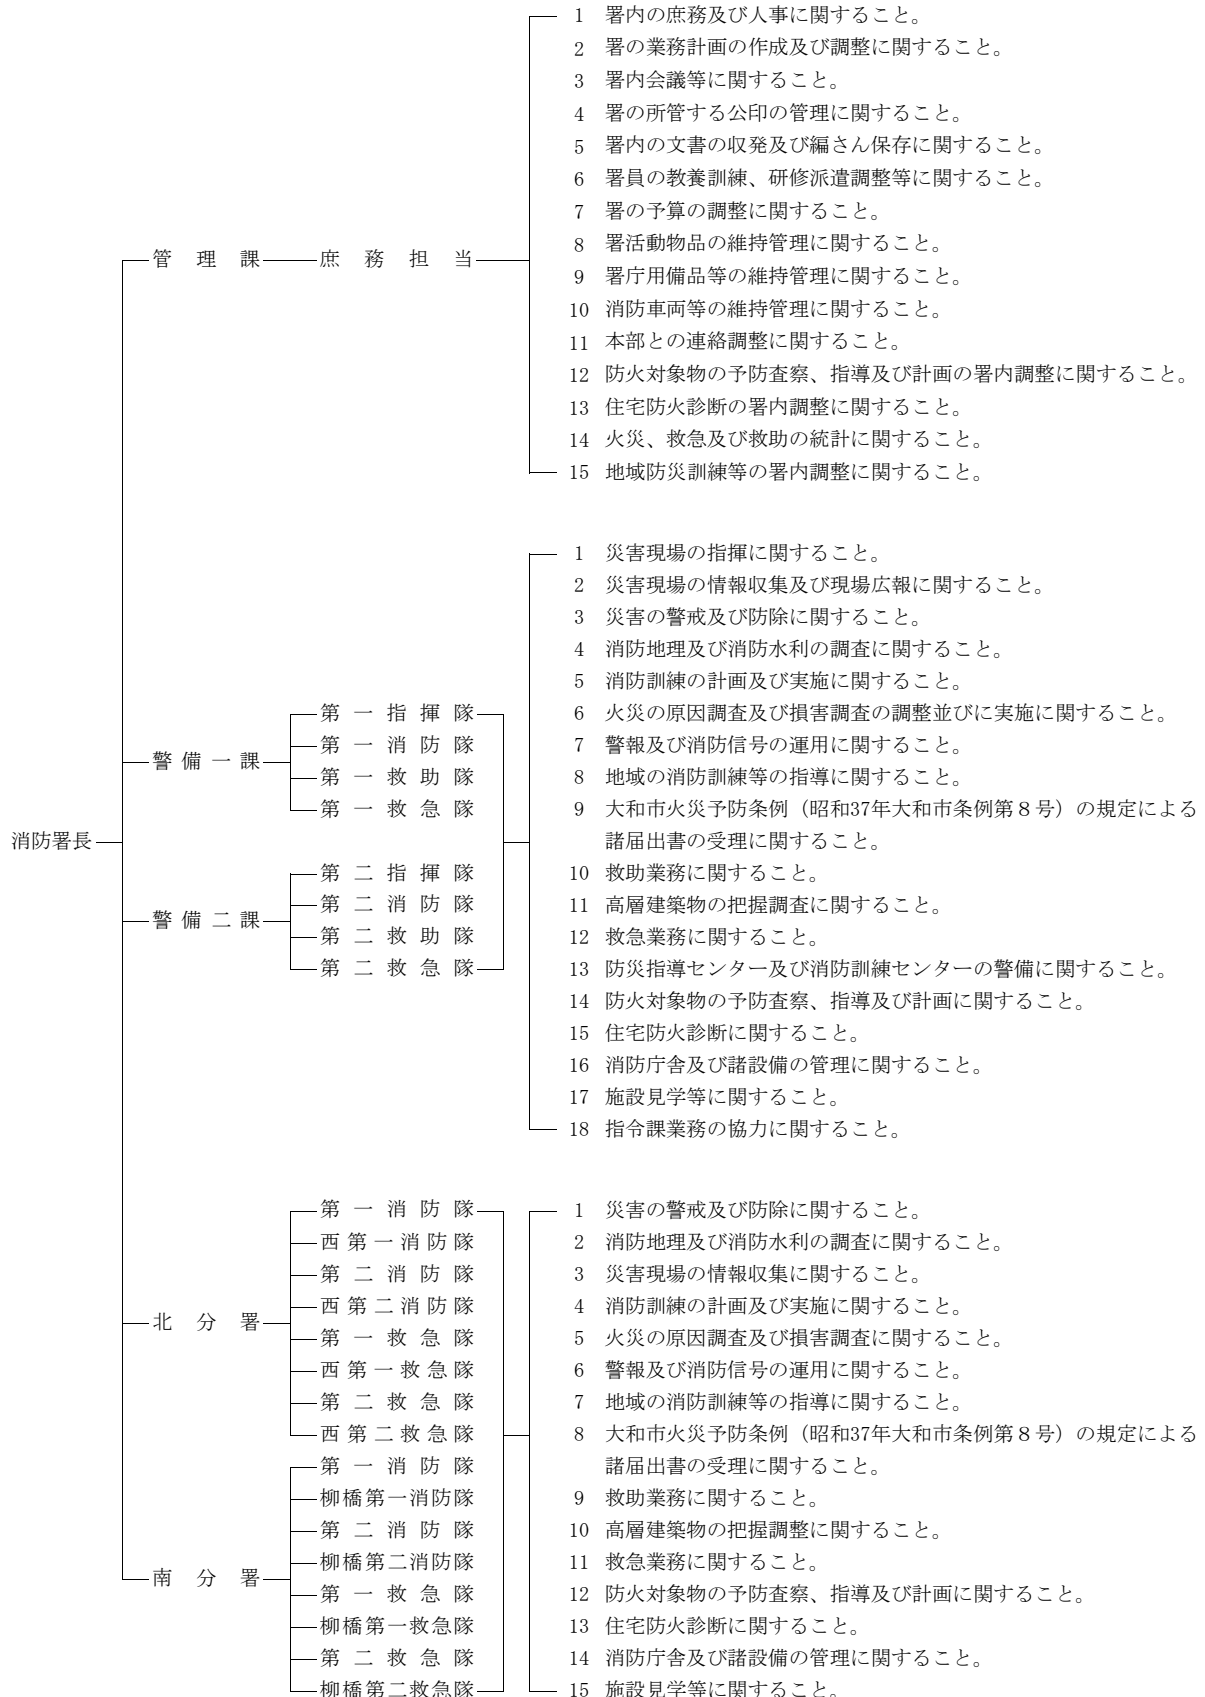 1 署内の庶務及び人事に関すること。
2 署の業務計画の作成及び調整に関すること。
3 署内会議等に関すること。
4 署の所管する公印の管理に関すること。
5 署内の文書の収発及び編さん保存に関すること。
6 署員の教養訓練、研修派遣調整等に関すること。
7 署の予算の調整に関すること。
8 署活動物品の維持管理に関すること。
管理課 庶務担当
9 署庁用備品等の維持管理に関すること。
10 消防車両等の維持管理に関すること。
11 本部との連絡調整に関すること。
12 防火対象物の予防査察、指導及び計画の署内調整に関すること。
13 住宅防火診断の署内調整に関すること。
14 火災、救急及び救助の統計に関すること。
15 地域防災訓練等の署内調整に関すること。
消防署長
警備一課
第一指揮隊
第一消防隊
第一救助隊
第一救急隊
警備二課
第二指揮隊
第二消防隊
第二救助隊
第二救急隊
1 災害現場の指揮に関すること。
2 災害現場の情報収集及び現場広報に関すること。
3 災害の警戒及び防除に関すること。
4 消防地理及び消防水利の調査に関すること。
5 消防訓練の計画及び実施に関すること。
6 火災の原因調査及び損害調査の調整並びに実施に関すること。
7 警報及び消防信号の運用に関すること。
8 地域の消防訓練等の指導に関すること。
9 大和市火災予防条例（昭和37年大和市条例第８号）の規定による
諸届出書の受理に関すること。
10 救助業務に関すること。
11 高層建築物の把握調査に関すること。
12 救急業務に関すること。
13 防災指導センター及び消防訓練センターの警備に関すること。
14 防火対象物の予防査察、指導及び計画に関すること。
15 住宅防火診断に関すること。
16 消防庁舎及び諸設備の管理に関すること。
17 施設見学等に関すること。
18 指令課業務の協力に関すること。
北分署
第一消防隊
西第一消防隊
第二消防隊
西第二消防隊
第一救急隊
西第一救急隊
第二救急隊
西第二救急隊
南分署
第一消防隊
柳橋第一消防隊
第二消防隊
柳橋第二消防隊
第一救急隊
柳橋第一救急隊
第二救急隊
柳橋第二救急隊
1 災害の警戒及び防除に関すること。
2 消防地理及び消防水利の調査に関すること。
3 災害現場の情報収集に関すること。
4 消防訓練の計画及び実施に関すること。
5 火災の原因調査及び損害調査に関すること。
6 警報及び消防信号の運用に関すること。
7 地域の消防訓練等の指導に関すること。
8 大和市火災予防条例（昭和37年大和市条例第８号）の規定による
諸届出書の受理に関すること。
9 救助業務に関すること。
10 高層建築物の把握調整に関すること。
11 救急業務に関すること。
12 防火対象物の予防査察、指導及び計画に関すること。
13 住宅防火診断に関すること。
14 消防庁舎及び諸設備の管理に関すること。
15 施設見学等に関すること。